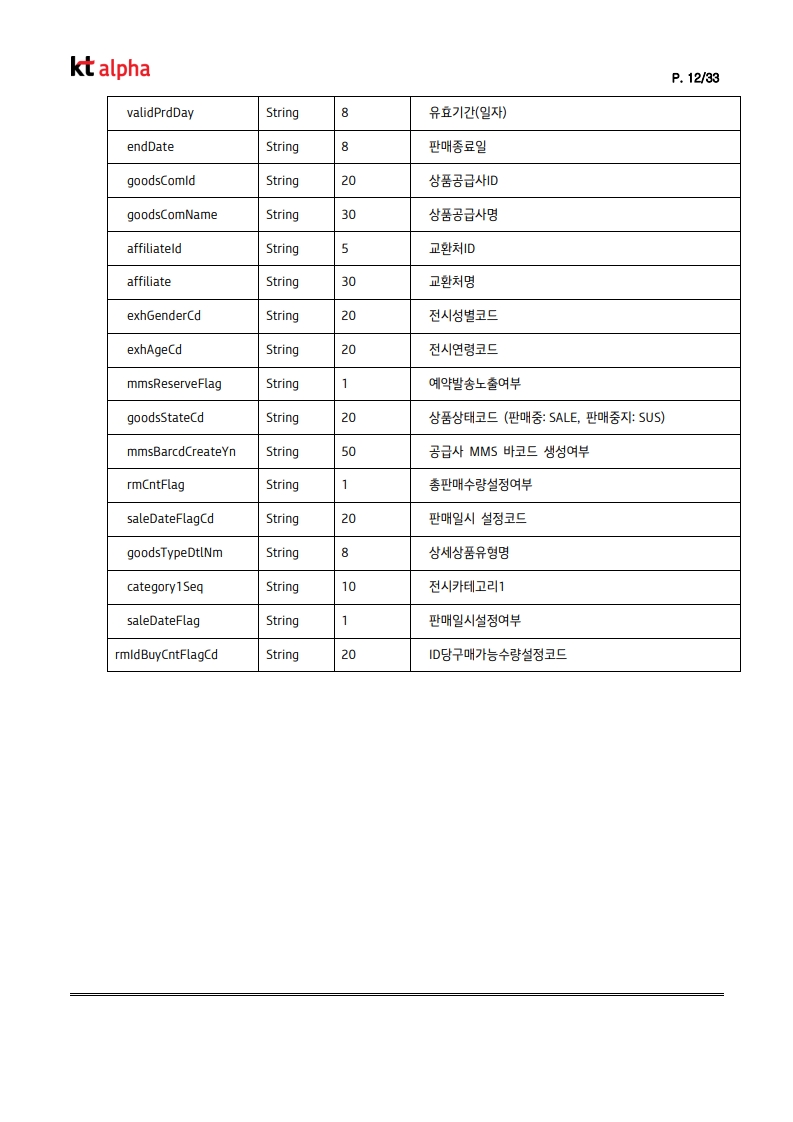 kt alpha
P. 12/33
validPrdDay String 8 유효기간(일자)
endDate String 8 판매종료일
goodsComId String 20 상품공급사ID
goodsComName String 30 상품공급사명
affiliateId String 5 교환처ID
affiliate String 30 교환처명
exhGenderCd String 20 전시성별코드
exhAgeCd String 20 전시연령코드
mmsReserveFlag String 1 예약발송노출여부
goodsStateCd String 20 상품상태코드 (판매중: SALE, 판매중지: SUS)
mmsBarcdCreateYn String 50 공급사 MMS 바코드 생성여부
rmCntFlag String 1 총판매수량설정여부
saleDateFlagCd String 20 판매일시 설정코드
goodsTypeDtlNm String 8 상세상품유형명
category1Seq String 10 전시카테고리1
saleDateFlag String 1 판매일시설정여부
rmIdBuyCntFlagCd String 20 ID당구매가능수량설정코드